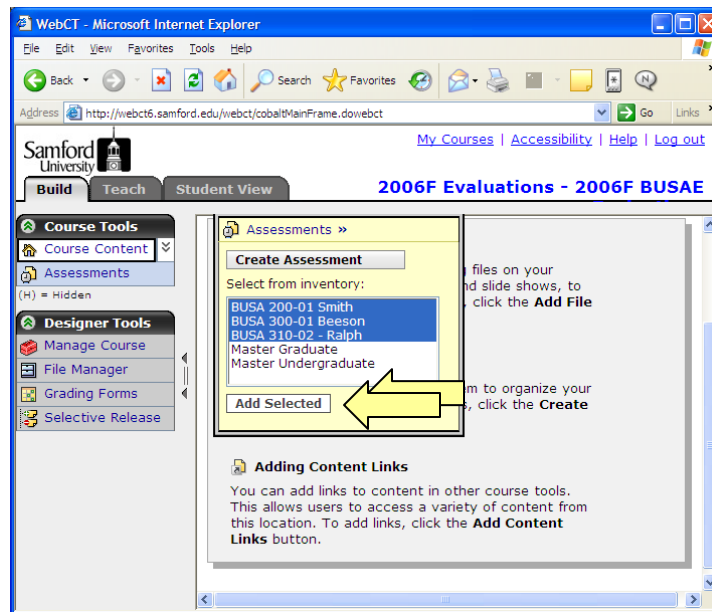 WebCT - Microsoft Internet Explorer
File Edit View Favorites Tools Help
Back Search Favorites
Address http://webct6.samford.edu/webct/cobaltMainFrame.dowebct Go Links
My Courses | Accessibility | Help | Log out
Samford
University
Build Teach Student View 2006F Evaluations - 2006F BUSAE
Course Tools
Course Content
Assessments
(H) = Hidden
Designer Tools
Manage Course
File Manager
Grading Forms
Selective Release
Assessments »
Create Assessment
Select from inventory:
BUSA 200-01 Smith
BUSA 300-01 Beeson
BUSA 310-02 - Ralph
Master Graduate
Master Undergraduate
Add Selected
files on your
nd slide shows, to
, click the Add File
em to organize your
s, click the Create
Adding Content Links
You can add links to content in other course tools.
This allows users to access a variety of content from
this location. To add links, click the Add Content
Links button.